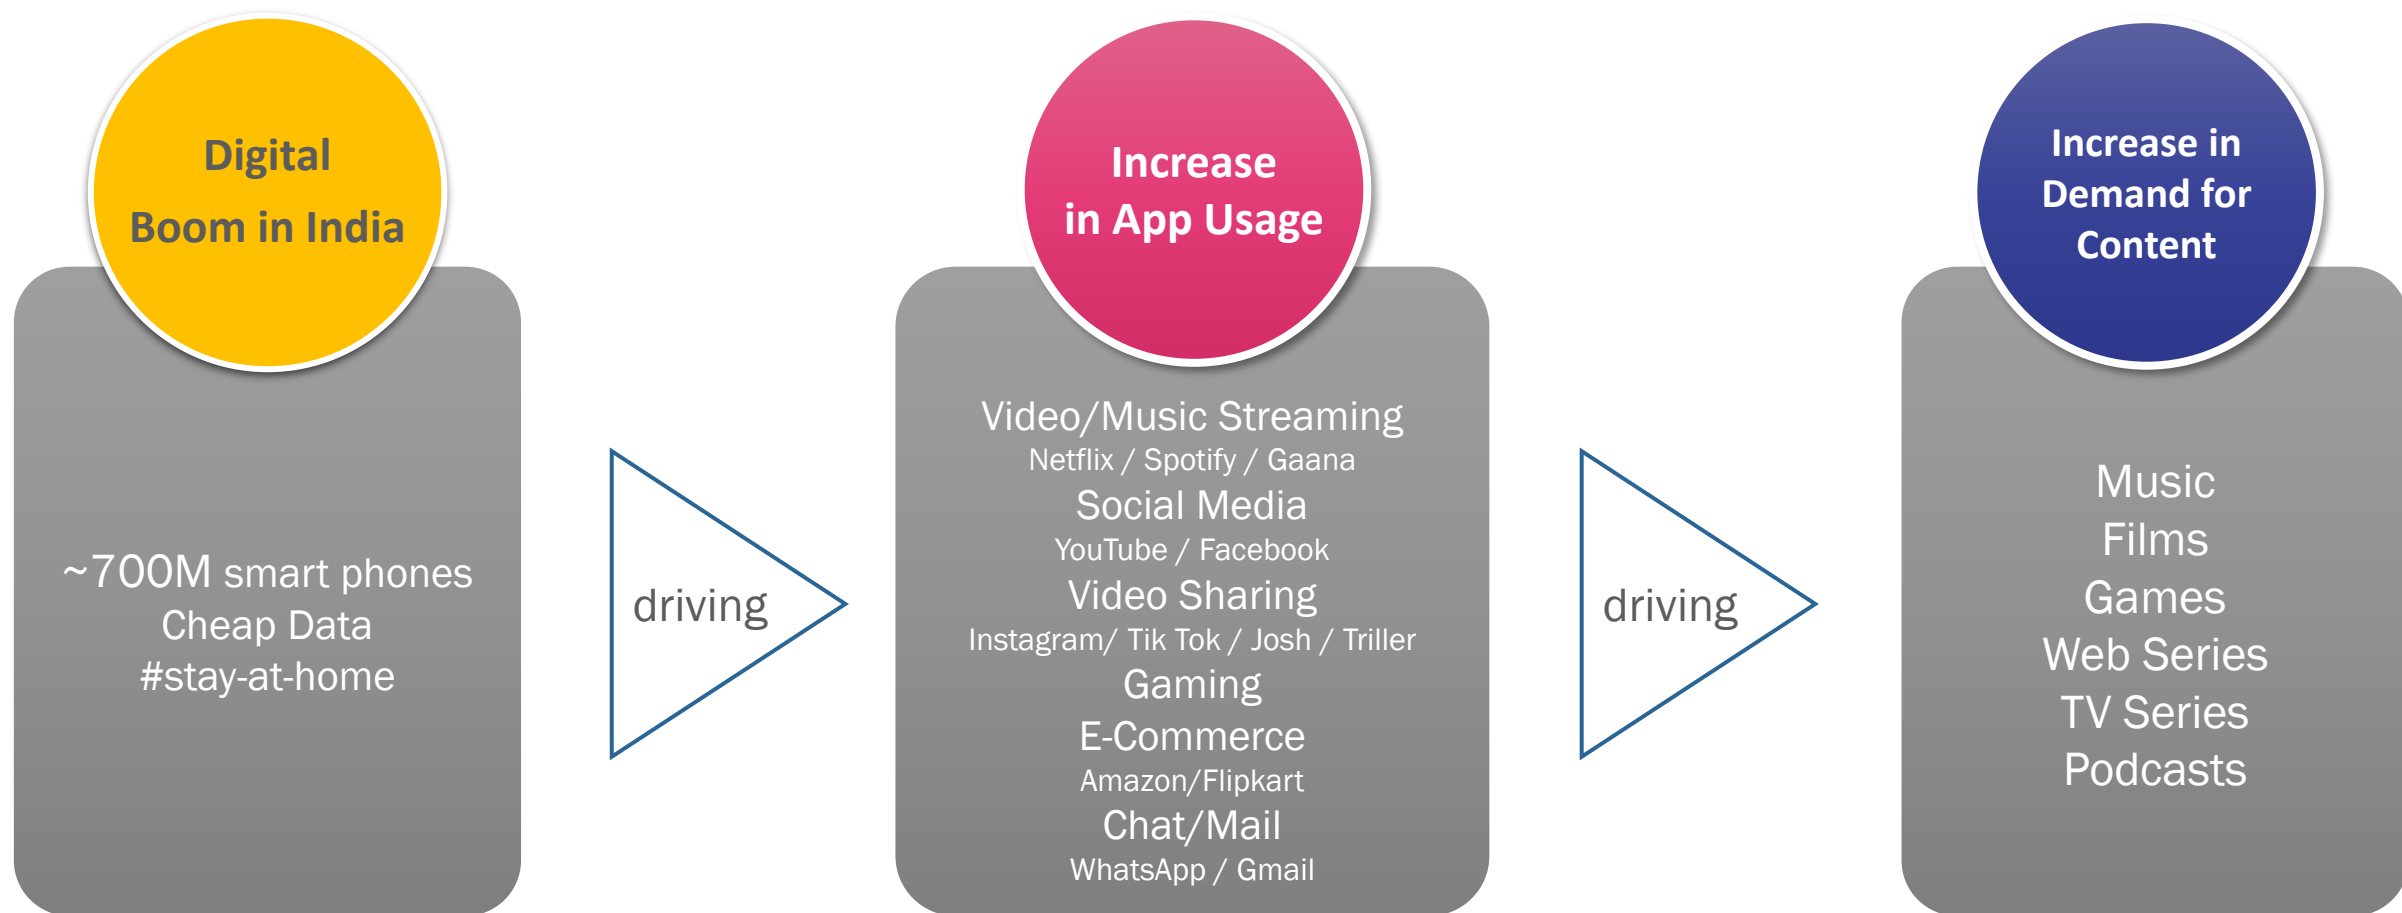 Digital
Boom in India
~700M smart phones
Cheap Data
#stay-at-home
driving
Increase
in App Usage
Video/Music Streaming
Netflix / Spotify / Gaana
Social Media
YouTube / Facebook
Video Sharing
Instagram/ Tik Tok / Josh / Triller
Gaming
E-Commerce
Amazon/Flipkart
Chat/Mail
WhatsApp / Gmail
driving
Increase in
Demand for
Content
Music
Films
Games
Web Series
TV Series
Podcasts